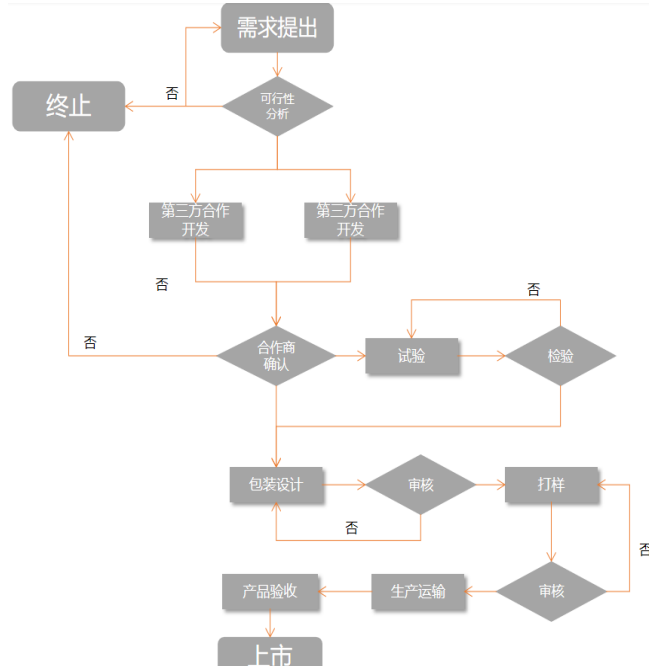 需求提出
否
终止
可行性
分析
第三方合作
开发
第三方合作
开发
否
否
否
合作商
确认
试验
检验
包装设计
审核
打样
否
否
产品验收
生产运输
审核
上市